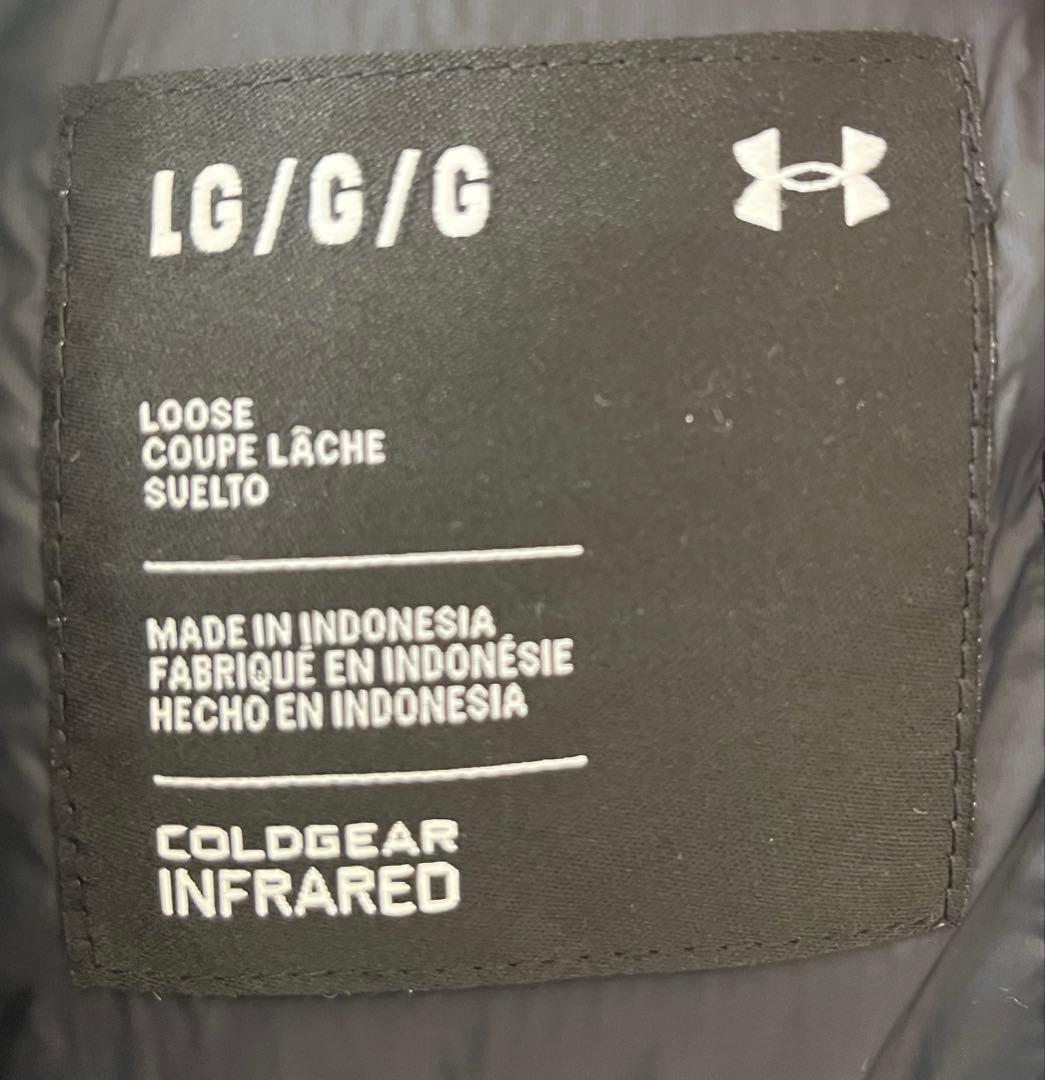 LG/G/G
LOOSE
COUPE LÂCHE
SUELTO
MADE IN INDONESIA
FABRIQUÉ EN INDONÉSIE
HECHO EN INDONESIA
COLDGEAR
INFRARED